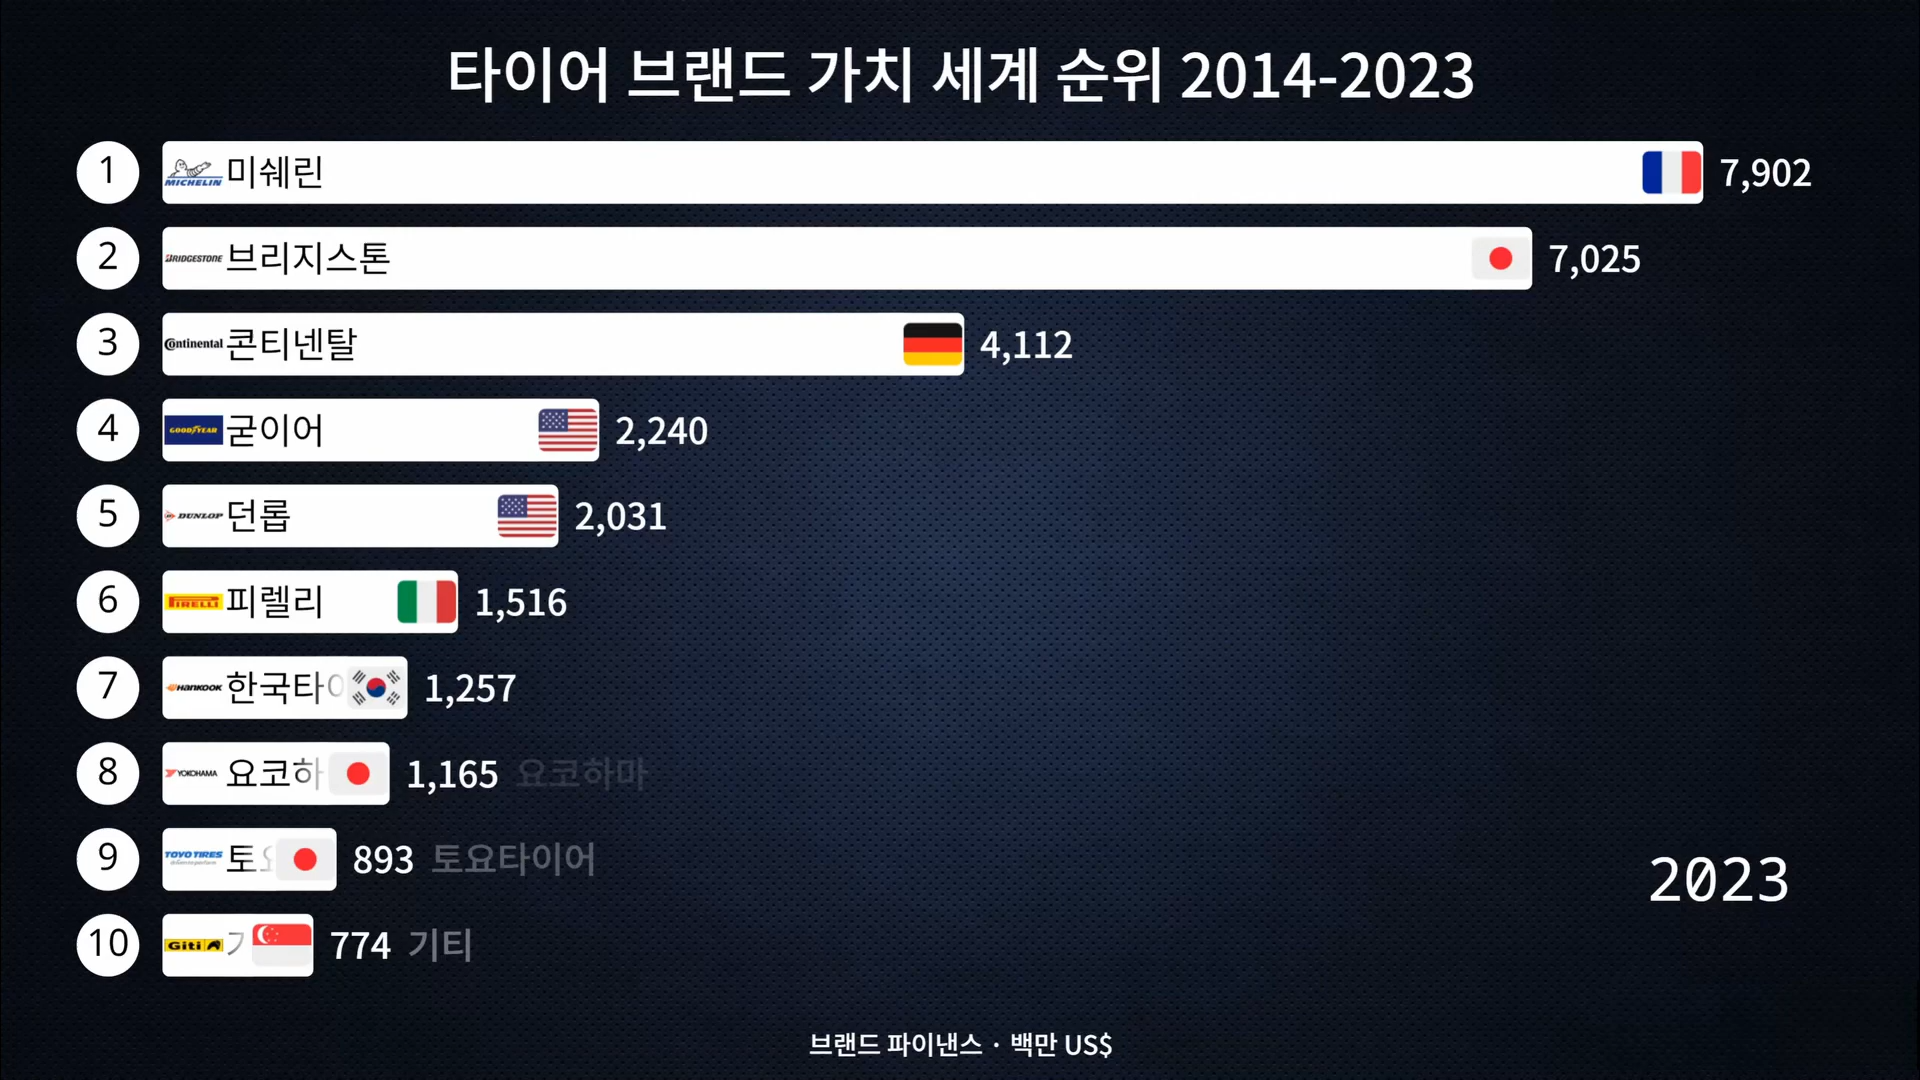 타이어 브랜드 가치 세계 순위 2014-2023
1 MICHELIN 미쉐린 7,902
2 BRIDGESTONE 브리지스톤 7,025
3 Continental 콘티넨탈 4,112
4 GOODYEAR 굳이어 2,240
5 DUNLOP 던롭 2,031
6 PIRELLI 피렐리 1,516
7 HANKOOK 한국타이 1,257
8 YOKOHAMA 요코하 1,165 요코하마
9 TOYO TIRES 토요 893 토요타이어
10 Giti 기 774 기티
2023
브랜드 파이낸스 · 백만 US$